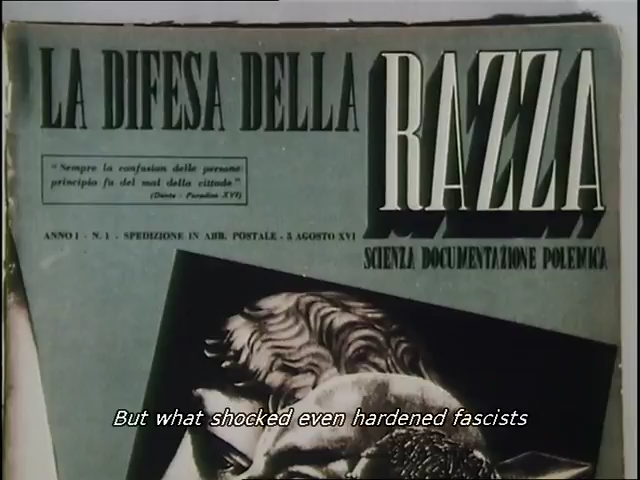 LA DIFESA DELLA
RAZZA
"Sempre la confusion delle persone
principio fu del mal della cittade"
(Dante - Paradiso XVI)
ANNO I - N. 1 - SPEDIZIONE IN ABB. POSTALE - 5 AGOSTO XVI
SCIENZA DOCUMENTAZIONE POLEMICA
But what shocked even hardened fascists